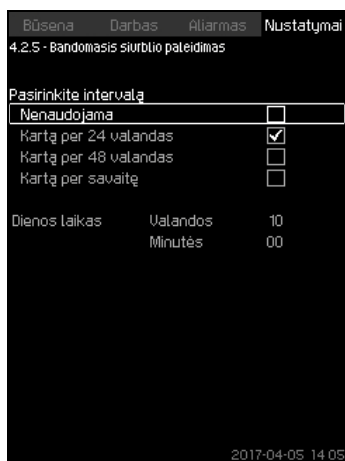 Būsena Darbas Aliarmas Nustatymai
4.2.5 - Bandomasis siurblio paleidimas
Pasirinkite intervalą
Nenaudojama
Kartą per 24 valandas
Kartą per 48 valandas
Kartą per savaitę
Dienos laikas Valandos 10
Minutės 00
2017-04-05 14:05